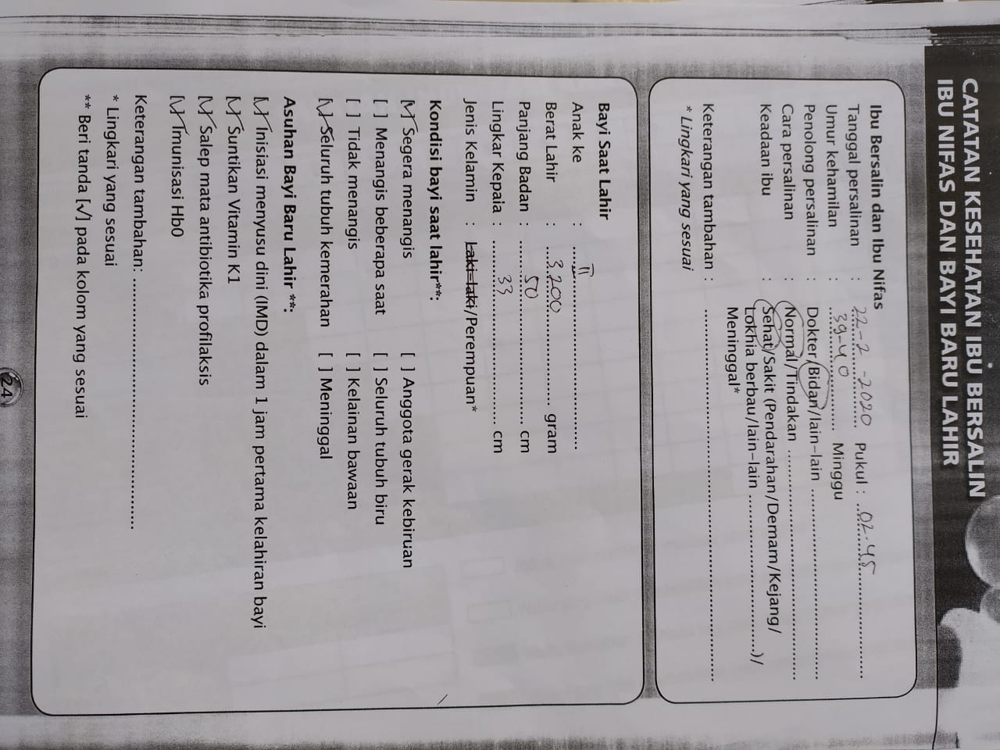 CATATAN KESEHATAN IBU BERSALIN
IBU NIFAS DAN BAYI BARU LAHIR
Ibu Bersalin dan Ibu Nifas
Tanggal persalinan : 22-2-2020 Pukul : 02.45
Umur kehamilan : 39-40 Minggu
Penolong persalinan : Dokter/Bidan/lain-lain ..........
Cara persalinan : Normal/Tindakan ..........
Keadaan ibu : Sehat/Sakit (Pendarahan/Demam/Kejang/
Lokhia berbau/lain-lain ..........)/
Meninggal*
Keterangan tambahan : ..........
* Lingkari yang sesuai
Bayi Saat Lahir
Anak ke : II
Berat Lahir : 3.200 gram
Panjang Badan : 50 cm
Lingkar Kepala : 33 cm
Jenis Kelamin : Laki-laki/Perempuan*
Kondisi bayi saat lahir**:
[√] Segera menangis [ ] Anggota gerak kebiruan
[ ] Menangis beberapa saat [ ] Seluruh tubuh biru
[ ] Tidak menangis [ ] Kelainan bawaan
[√] Seluruh tubuh kemerahan [ ] Meninggal
Asuhan Bayi Baru Lahir **:
[√] Inisiasi menyusu dini (IMD) dalam 1 jam pertama kelahiran bayi
[√] Suntikan Vitamin K1
[√] Salep mata antibiotika profilaksis
[√] Imunisasi Hb0
Keterangan tambahan: ..........
* Lingkari yang sesuai
** Beri tanda [√] pada kolom yang sesuai
24